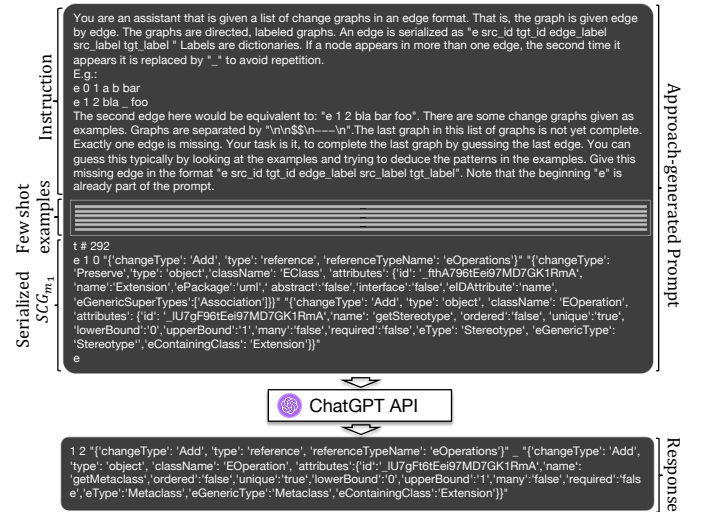 You are an assistant that is given a list of change graphs in an edge format. That is, the graph is given edge
by edge. The graphs are directed, labeled graphs. An edge is serialized as "e src_id tgt_id edge_label
src_label tgt_label " Labels are dictionaries. If a node appears in more than one edge, the second time it
appears it is replaced by "_" to avoid repetition.
E.g.:
e 0 1 a b bar
e 1 2 bla _ foo
The second edge here would be equivalent to: "e 1 2 bla bar foo". There are some change graphs given as
examples. Graphs are separated by "\n\n$$\n−−−\n".The last graph in this list of graphs is not yet complete.
Exactly one edge is missing. Your task is it, to complete the last graph by guessing the last edge. You can
guess this typically by looking at the examples and trying to deduce the patterns in the examples. Give this
missing edge in the format "e src_id tgt_id edge_label src_label tgt_label". Note that the beginning "e" is
already part of the prompt.
Instruction
Few shot
examples
Serialized
SCG_{m_1}
t # 292
e 1 0 "{'changeType': 'Add', 'type': 'reference', 'referenceTypeName': 'eOperations'}" "{'changeType':
'Preserve','type': 'object','className': 'EClass', 'attributes': {'id': '_fthA796tEei97MD7GK1RmA',
'name':'Extension','ePackage':'uml', abstract':'false','interface':'false','eIDAttribute':'name',
'eGenericSuperTypes':['Association']}}" "{'changeType': 'Add', 'type': 'object', 'className': 'EOperation',
'attributes': {'id': '_lU7gF96tEei97MD7GK1RmA','name': 'getStereotype', 'ordered':'false', 'unique':'true',
'lowerBound':'0','upperBound':'1','many':'false','required':'false', 'eType': 'Stereotype', 'eGenericType':
'Stereotype'','eContainingClass': 'Extension'}}"
e
Approach-generated Prompt
ChatGPT API
1 2 "{'changeType': 'Add', 'type': 'reference', 'referenceTypeName': 'eOperations'}" _ "{'changeType': 'Add',
'type': 'object', 'className': 'EOperation', 'attributes':{'id':'_lU7gFt6tEei97MD7GK1RmA','name':
'getMetaclass','ordered':'false','unique':'true','lowerBound':'0','upperBound':'1','many':'false','required':'fals
e','eType':'Metaclass','eGenericType':'Metaclass','eContainingClass':'Extension'}}"
Response